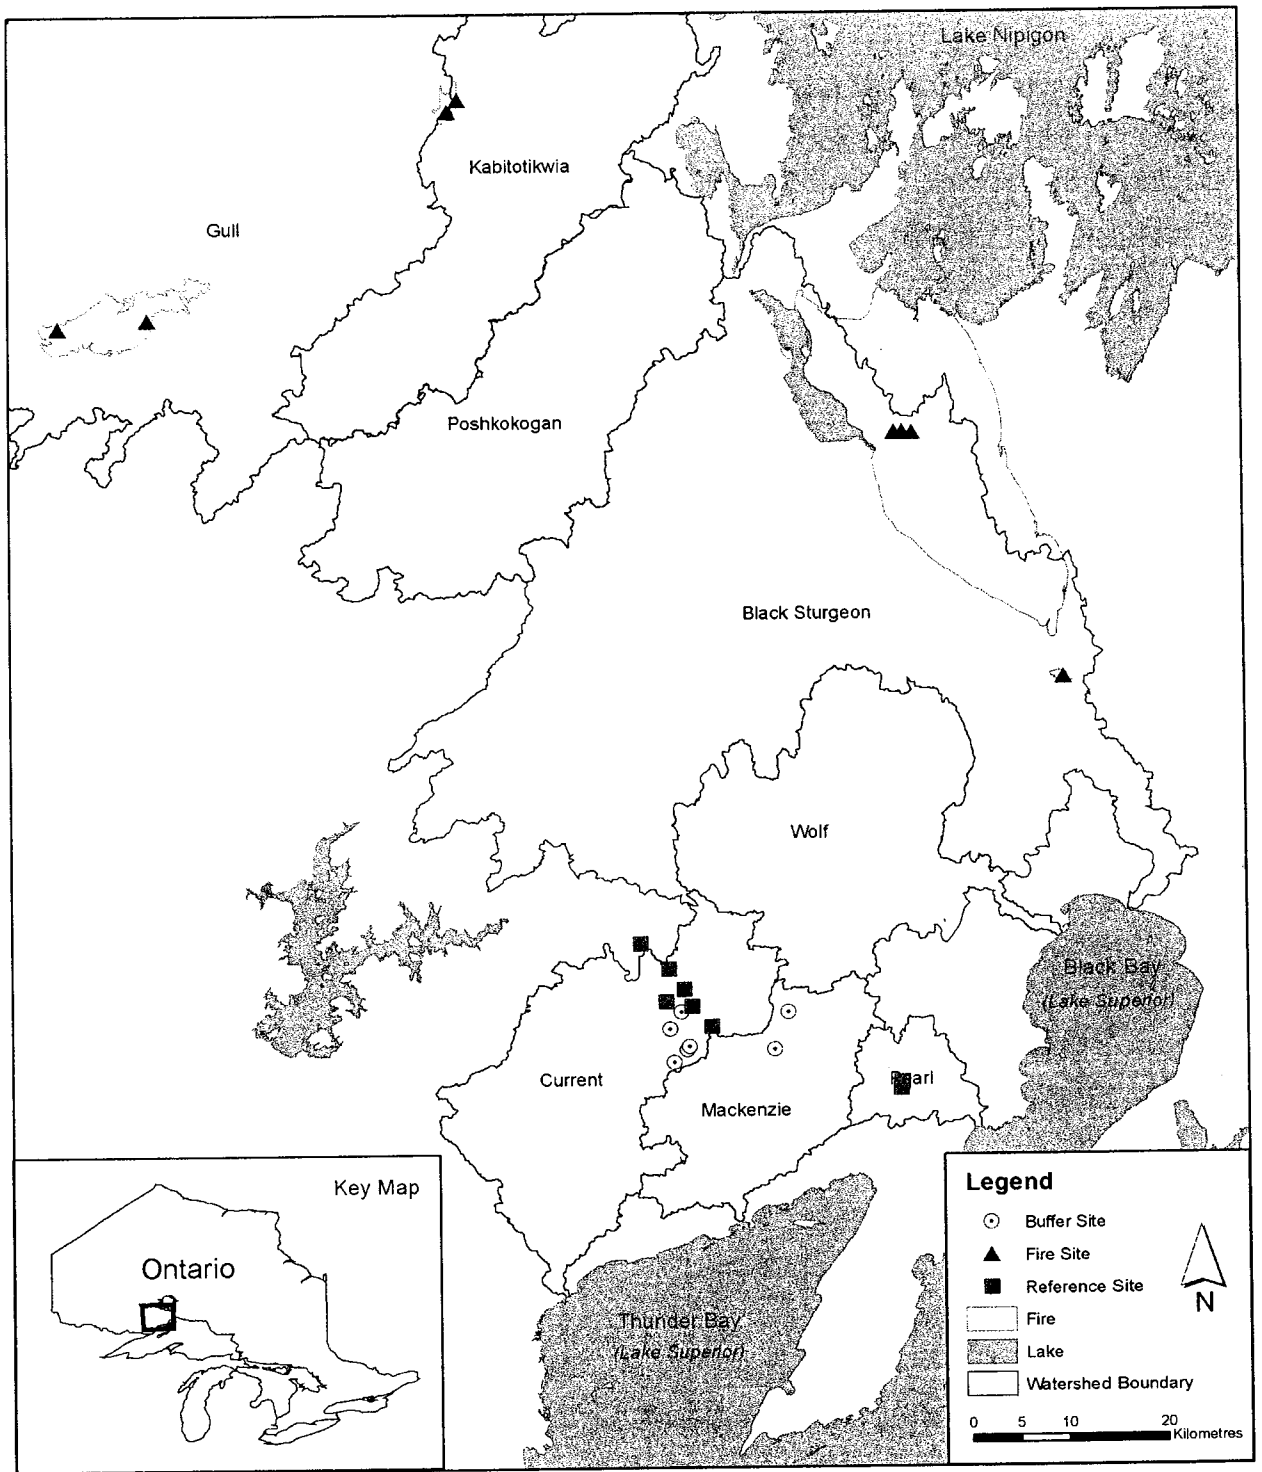 Lake Nipigon
Kabitotikwia
Gull
Poshkokogan
Black Sturgeon
Wolf
Black Bay
(Lake Superior)
Current
Pearl
Mackenzie
Thunder Bay
(Lake Superior)
Key Map
Ontario
Legend
Buffer Site
Fire Site
Reference Site
Fire
Lake
Watershed Boundary
N
0 5 10 20
Kilometres